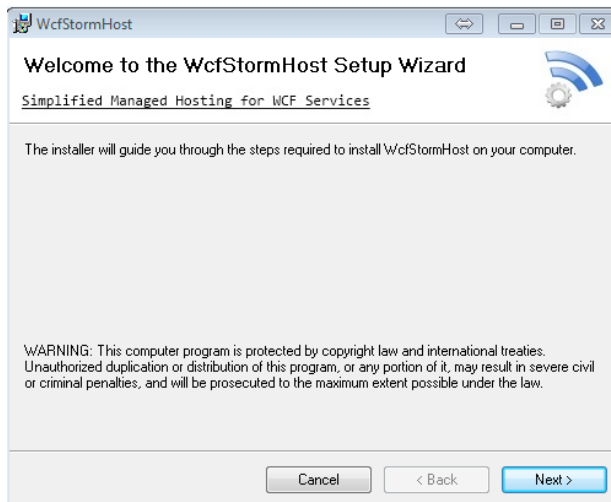 WcfStormHost
Welcome to the WcfStormHost Setup Wizard
Simplified Managed Hosting for WCF Services
The installer will guide you through the steps required to install WcfStormHost on your computer.
WARNING: This computer program is protected by copyright law and international treaties.
Unauthorized duplication or distribution of this program, or any portion of it, may result in severe civil
or criminal penalties, and will be prosecuted to the maximum extent possible under the law.
Cancel
< Back
Next >